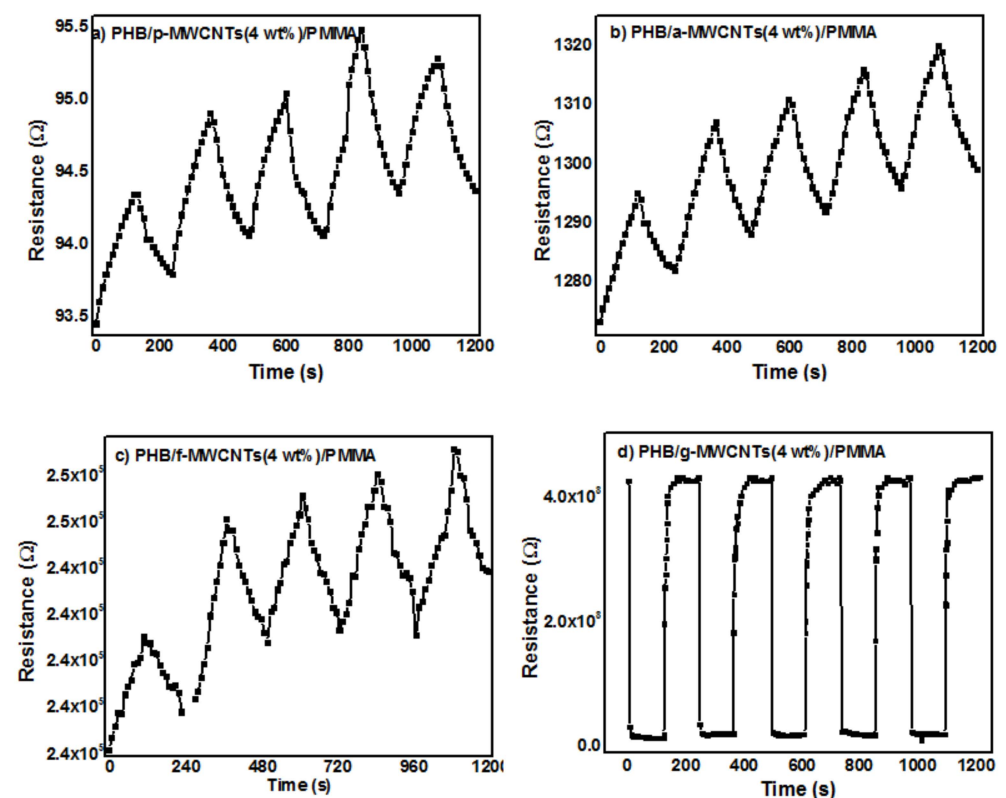 a) PHB/p-MWCNTs(4 wt%)/PMMA
95.5
95.0
94.5
94.0
93.5
Resistance (Ω)
0 200 400 600 800 1000 1200
Time (s)
b) PHB/a-MWCNTs(4 wt%)/PMMA
1320
1310
1300
1290
1280
Resistance (Ω)
0 200 400 600 800 1000 1200
Time (s)
c) PHB/f-MWCNTs(4 wt%)/PMMA
2.5x10⁵
2.5x10⁵
2.4x10⁵
2.4x10⁵
2.4x10⁵
2.4x10⁵
Resistance (Ω)
0 240 480 720 960 1200
Time (s)
d) PHB/g-MWCNTs(4 wt%)/PMMA
4.0x10⁸
2.0x10⁸
0.0
Resistance (Ω)
0 200 400 600 800 1000 1200
Time (s)